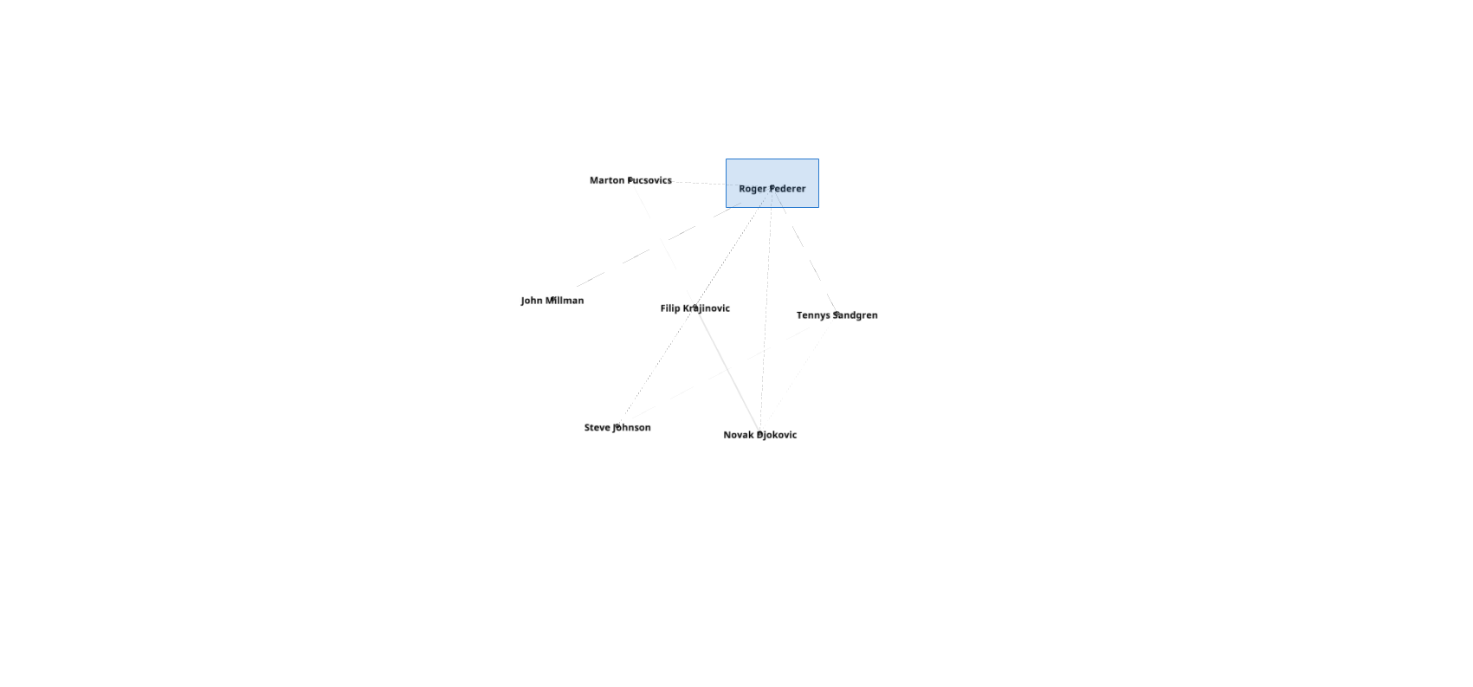 Marton Fucsovics
Roger Federer
John Millman
Filip Krajinovic
Tennys Sandgren
Steve Johnson
Novak Djokovic